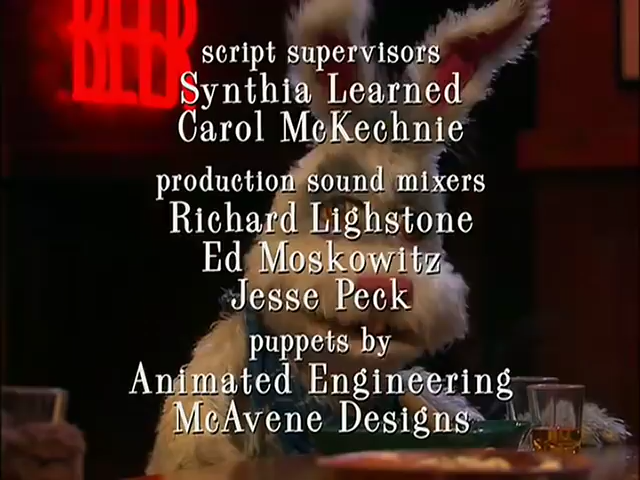 BEER
script supervisors
Synthia Learned
Carol McKechnie
production sound mixers
Richard Lighstone
Ed Moskowitz
Jesse Peck
puppets by
Animated Engineering
McAvene Designs